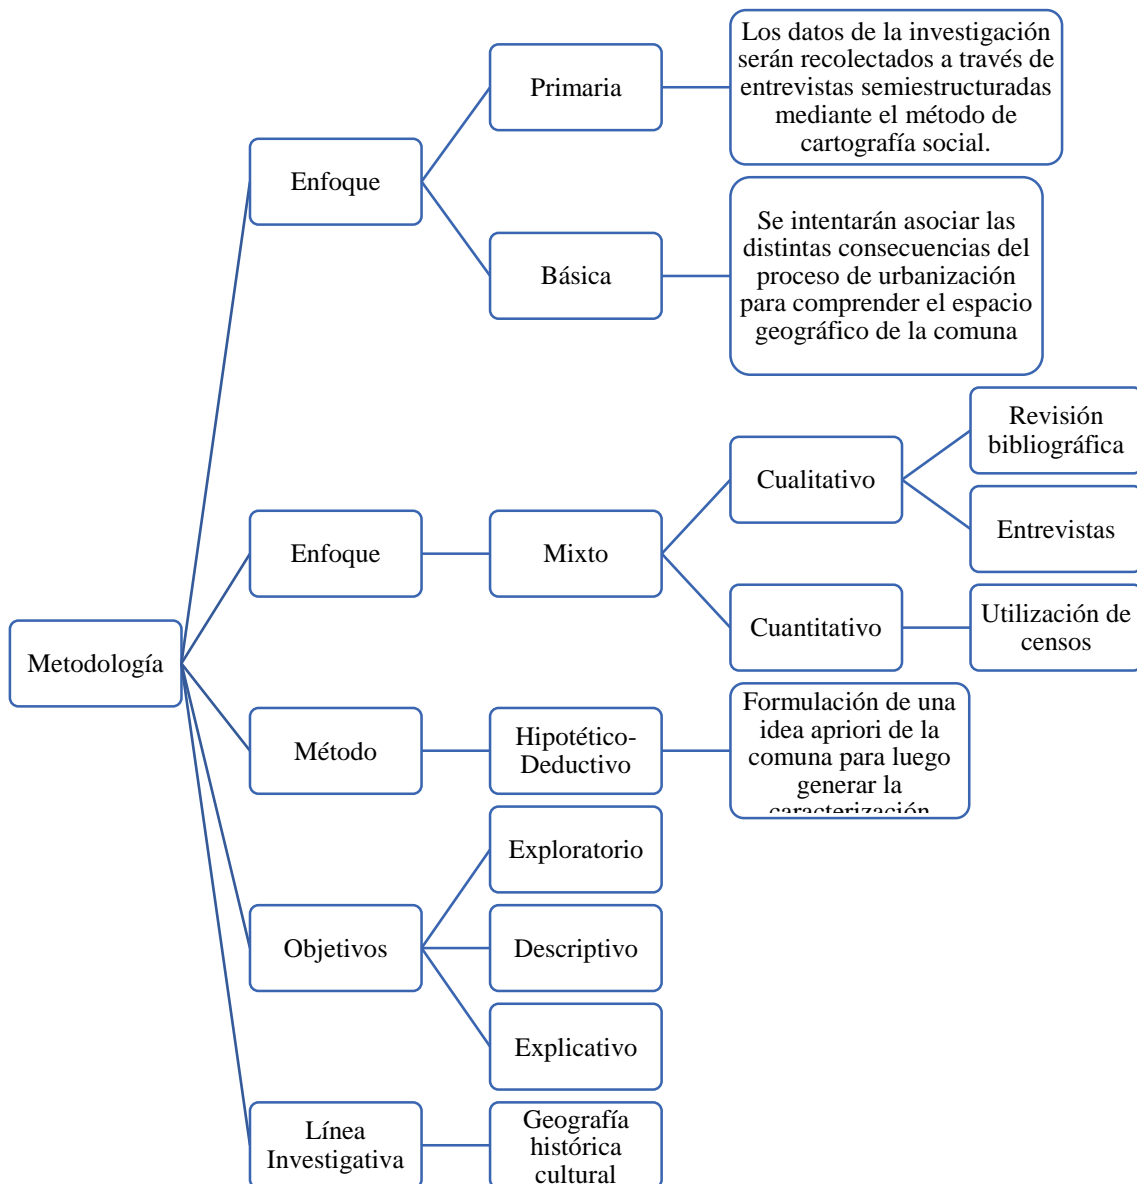 Metodología
Enfoque
Primaria
Los datos de la investigación
serán recolectados a través de
entrevistas semiestructuradas
mediante el método de
cartografía social.
Básica
Se intentarán asociar las
distintas consecuencias del
proceso de urbanización
para comprender el espacio
geográfico de la comuna
Enfoque
Mixto
Cualitativo
Revisión
bibliográfica
Entrevistas
Cuantitativo
Utilización de
censos
Método
Hipotético-
Deductivo
Formulación de una
idea apriori de la
comuna para luego
generar la
caracterización
Objetivos
Exploratorio
Descriptivo
Explicativo
Línea
Investigativa
Geografía
histórica
cultural